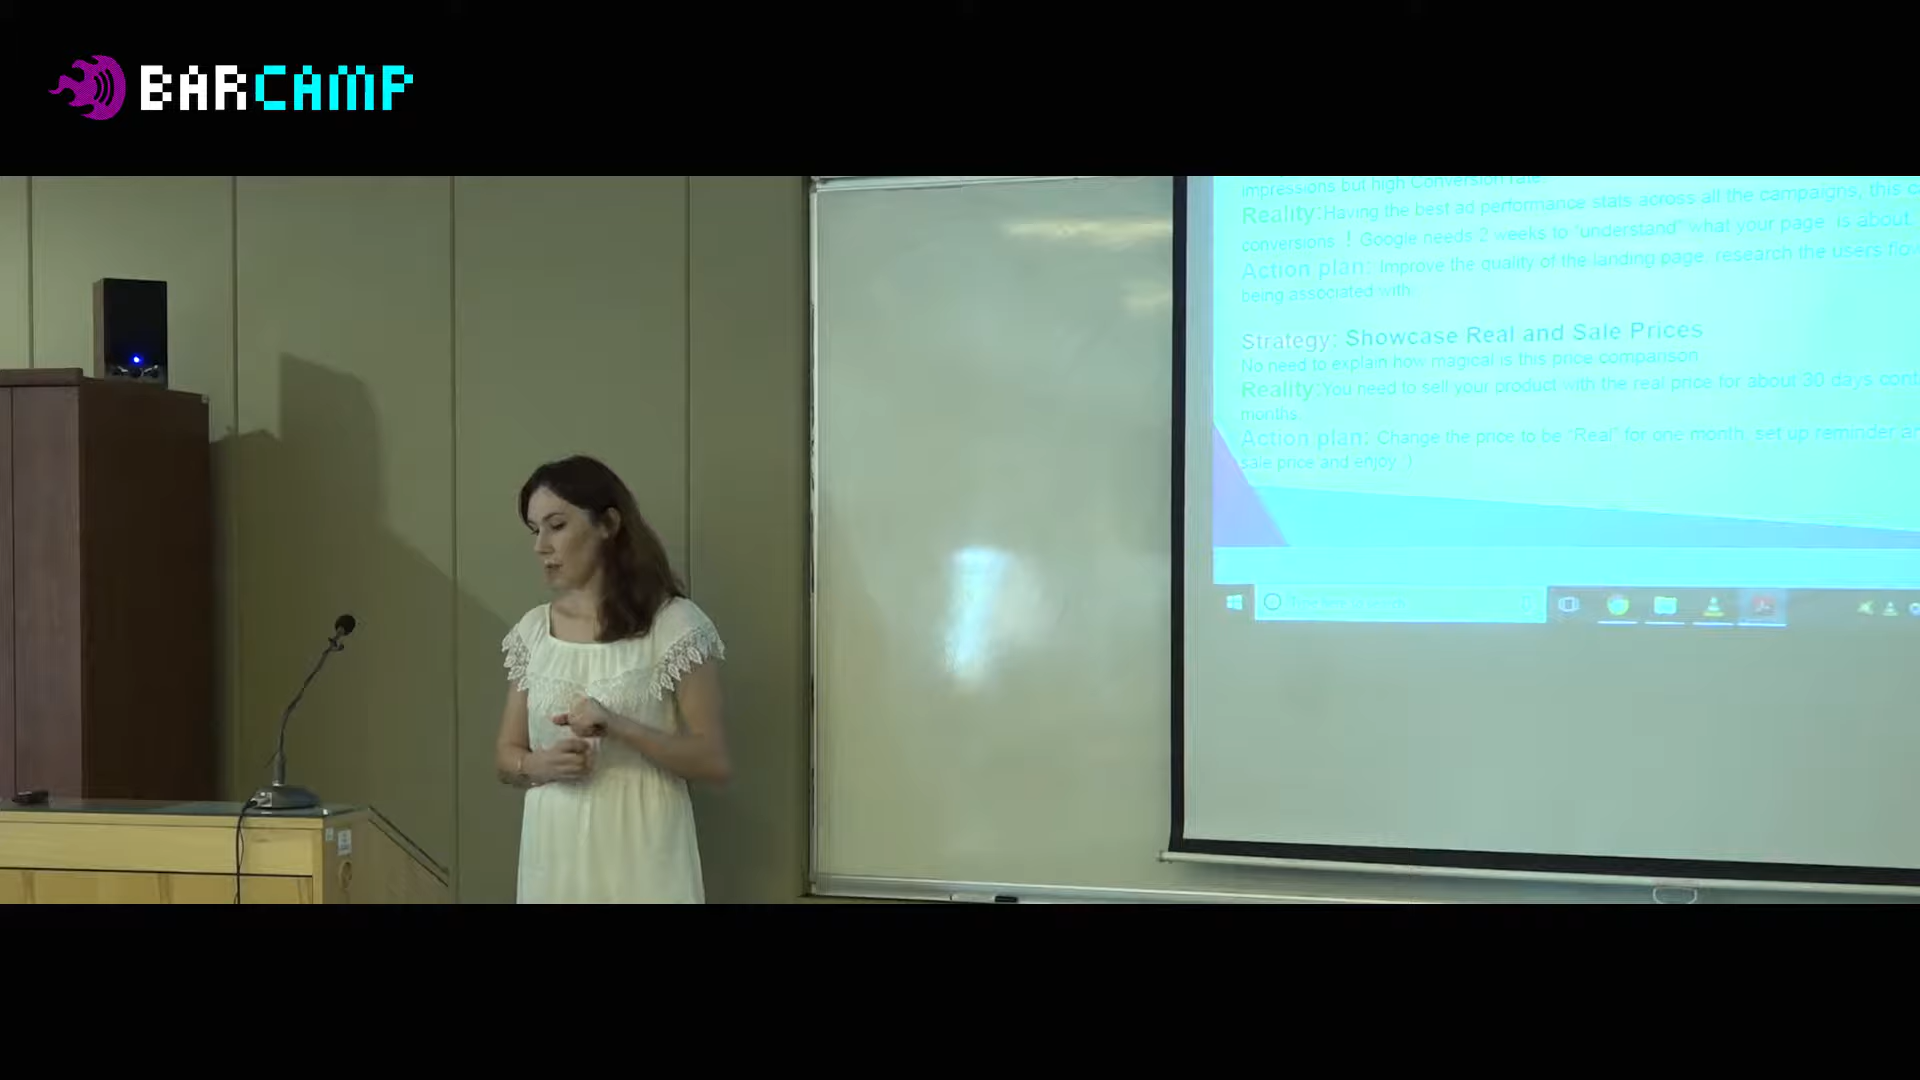 BARCAMP
impressions but high Conversion rate.
Reality:Having the best ad performance stats across all the campaigns, this
conversions. ! Google needs 2 weeks to "understand" what your page is about.
Action plan: Improve the quality of the landing page, research the users
being associated with.
Strategy: Showcase Real and Sale Prices
No need to explain how magical is this price comparison
Reality:You need to sell your product with the real price for about 30 days
months.
Action plan: Change the price to be "Real" for one month, set up reminder
sale price and enjoy :)
Type here to search